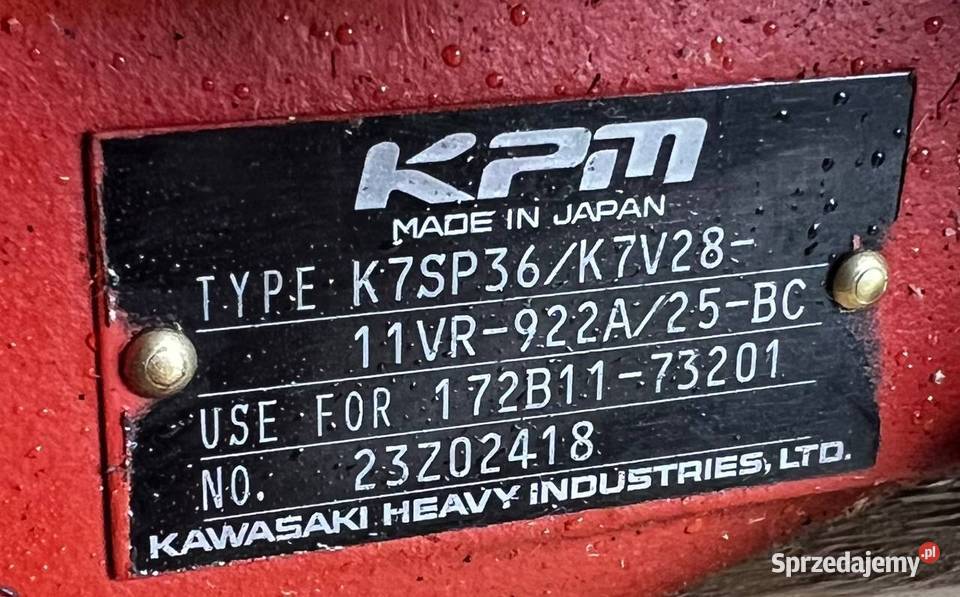 KPM
MADE IN JAPAN
TYPE K7SP36/K7V28-
11VR-922A/25-BC
USE FOR 172B11-73201
NO. 23Z02418
KAWASAKI HEAVY INDUSTRIES, LTD.
Sprzedajemy.pl